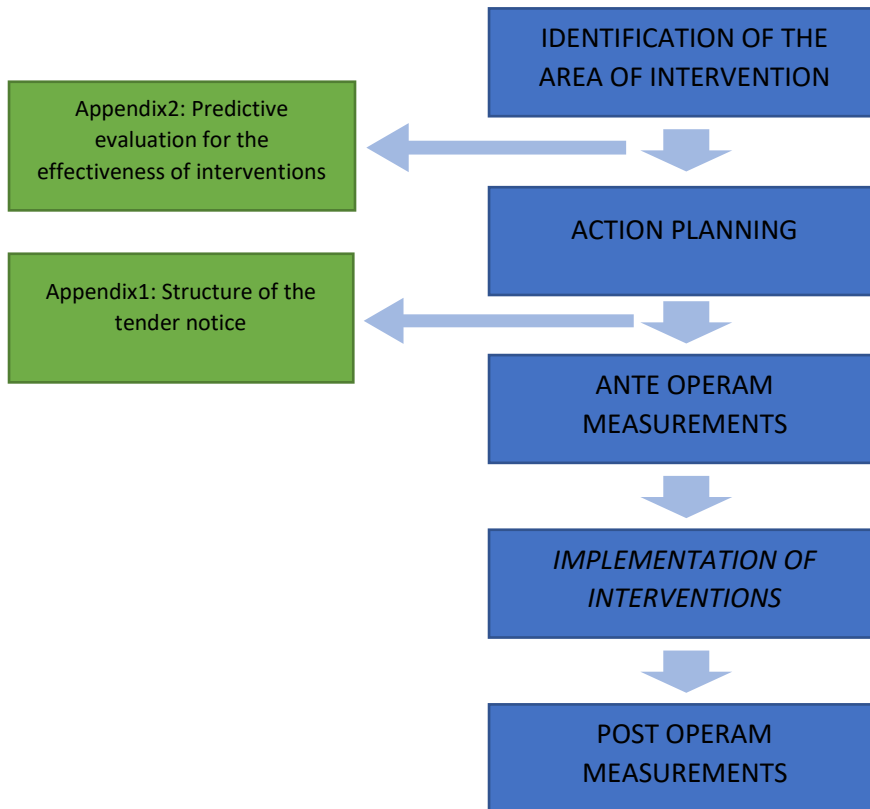 IDENTIFICATION OF THE
AREA OF INTERVENTION
Appendix2: Predictive
evaluation for the
effectiveness of interventions
ACTION PLANNING
Appendix1: Structure of the
tender notice
ANTE OPERAM
MEASUREMENTS
IMPLEMENTATION OF
INTERVENTIONS
POST OPERAM
MEASUREMENTS